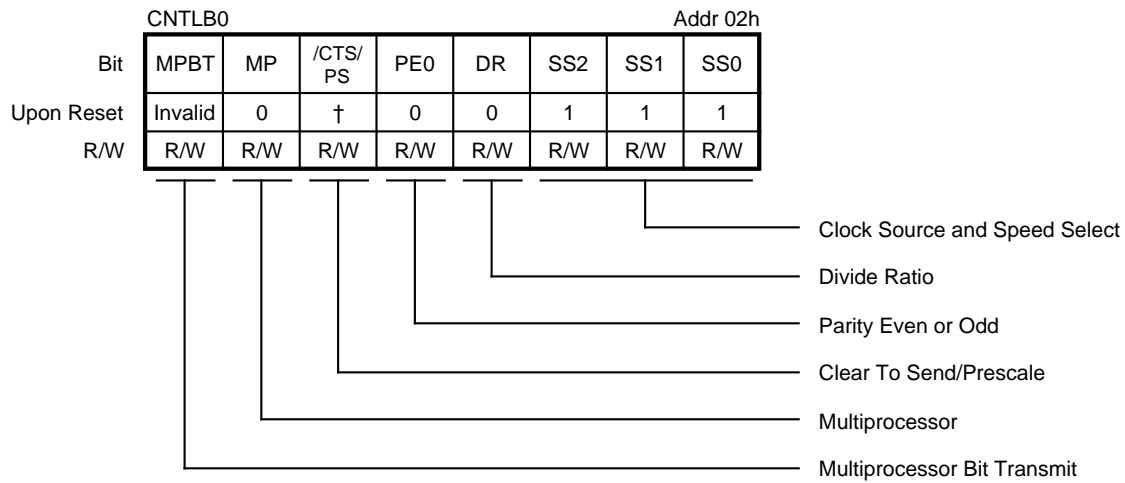 CNTLB0 Addr 02h
Bit MPBT MP /CTS/ PS PE0 DR SS2 SS1 SS0
Upon Reset Invalid 0 † 0 0 1 1 1
R/W R/W R/W R/W R/W R/W R/W R/W R/W
Clock Source and Speed Select
Divide Ratio
Parity Even or Odd
Clear To Send/Prescale
Multiprocessor
Multiprocessor Bit Transmit